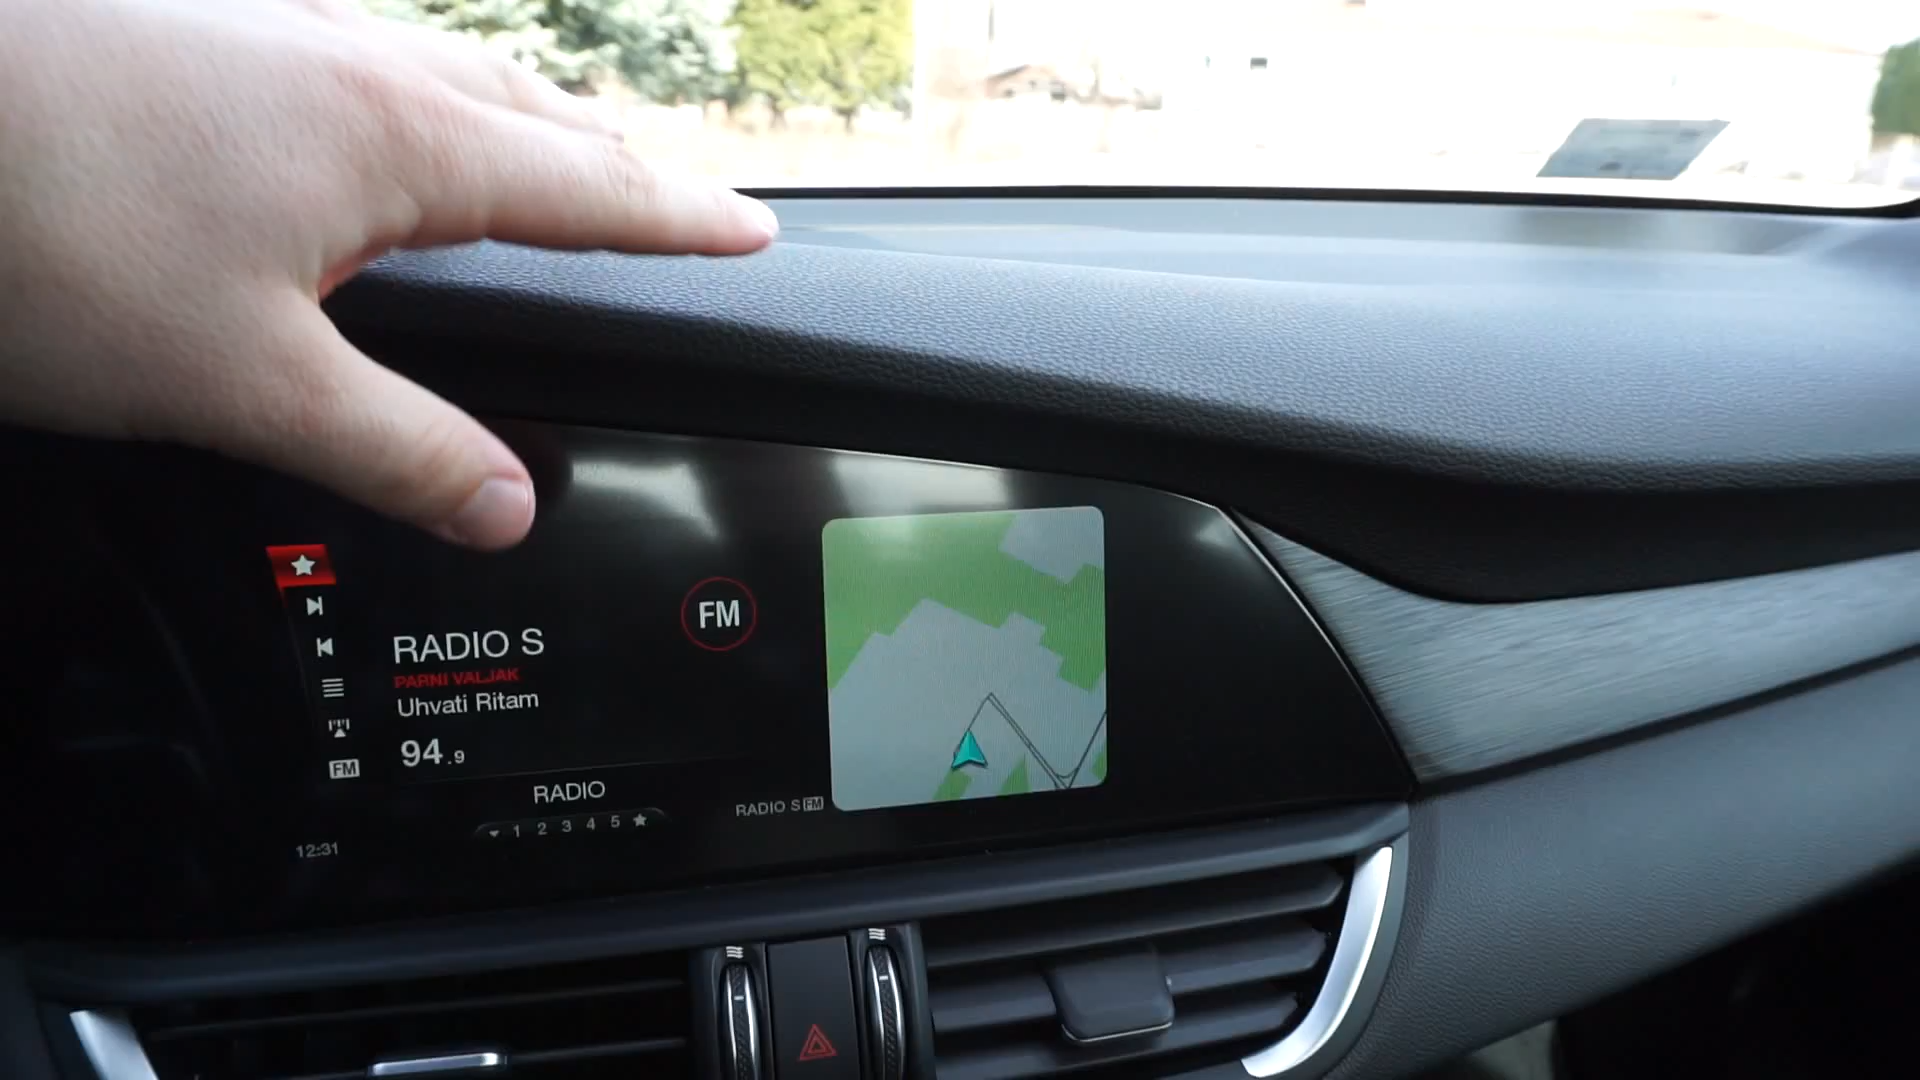 RADIO S
PARNI VALJAK
Uhvati Ritam
94.9
FM
FM
RADIO
1 2 3 4 5
RADIO S FM
12:31